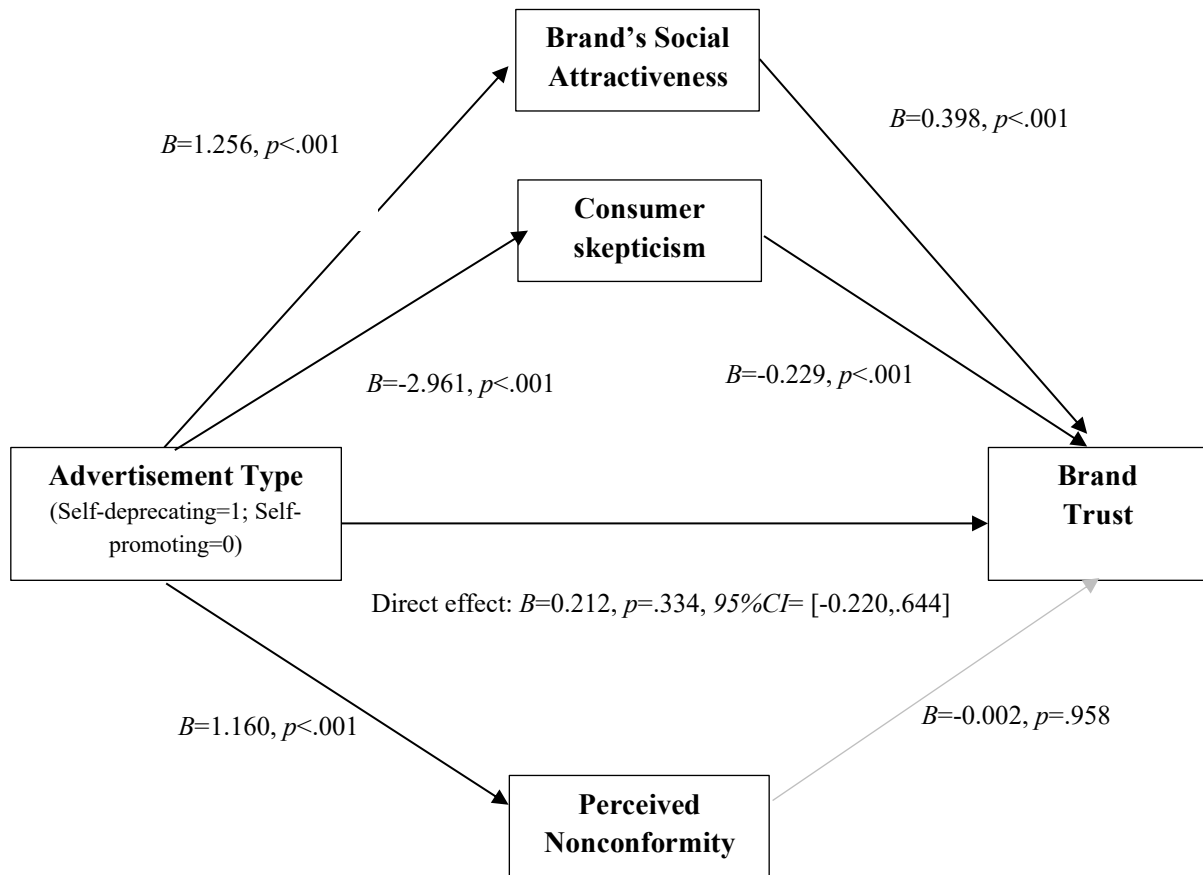 Brand’s Social
Attractiveness
B=1.256, p<.001
B=0.398, p<.001
Consumer
skepticism
B=-2.961, p<.001
B=-0.229, p<.001
Advertisement Type
(Self-deprecating=1; Self-
promoting=0)
Brand
Trust
Direct effect: B=0.212, p=.334, 95%CI= [-0.220,.644]
B=1.160, p<.001
B=-0.002, p=.958
Perceived
Nonconformity